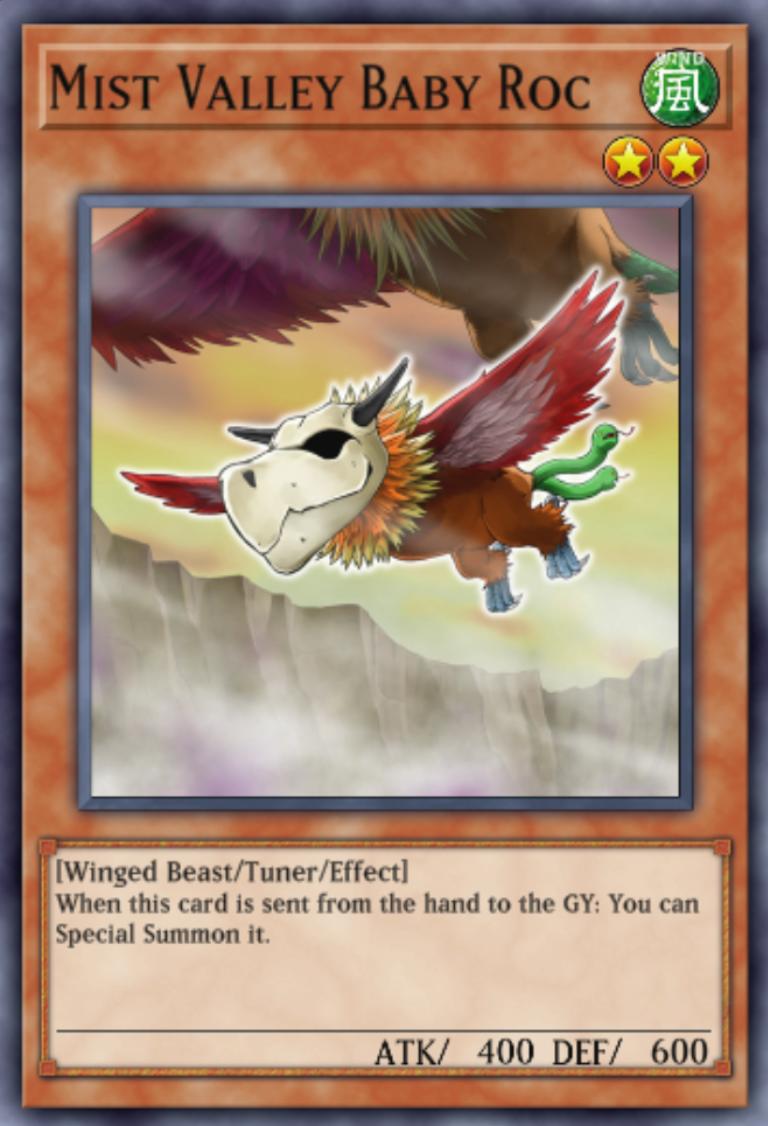 Mist Valley Baby Roc
WIND
風
[Winged Beast/Tuner/Effect]
When this card is sent from the hand to the GY: You can
Special Summon it.
ATK/ 400 DEF/ 600